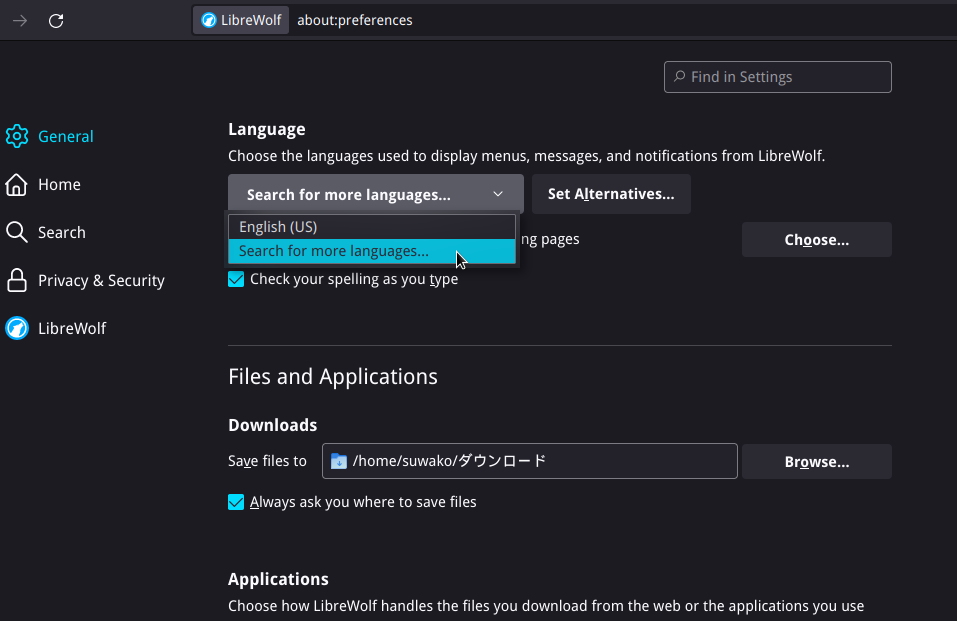 LibreWolf about:preferences
Find in Settings
General
Home
Search
Privacy & Security
LibreWolf
Language
Choose the languages used to display menus, messages, and notifications from LibreWolf.
Search for more languages... Set Alternatives...
English (US)
Search for more languages...
ng pages Choose...
Check your spelling as you type
Files and Applications
Downloads
Save files to /home/suwako/ダウンロード Browse...
Always ask you where to save files
Applications
Choose how LibreWolf handles the files you download from the web or the applications you use